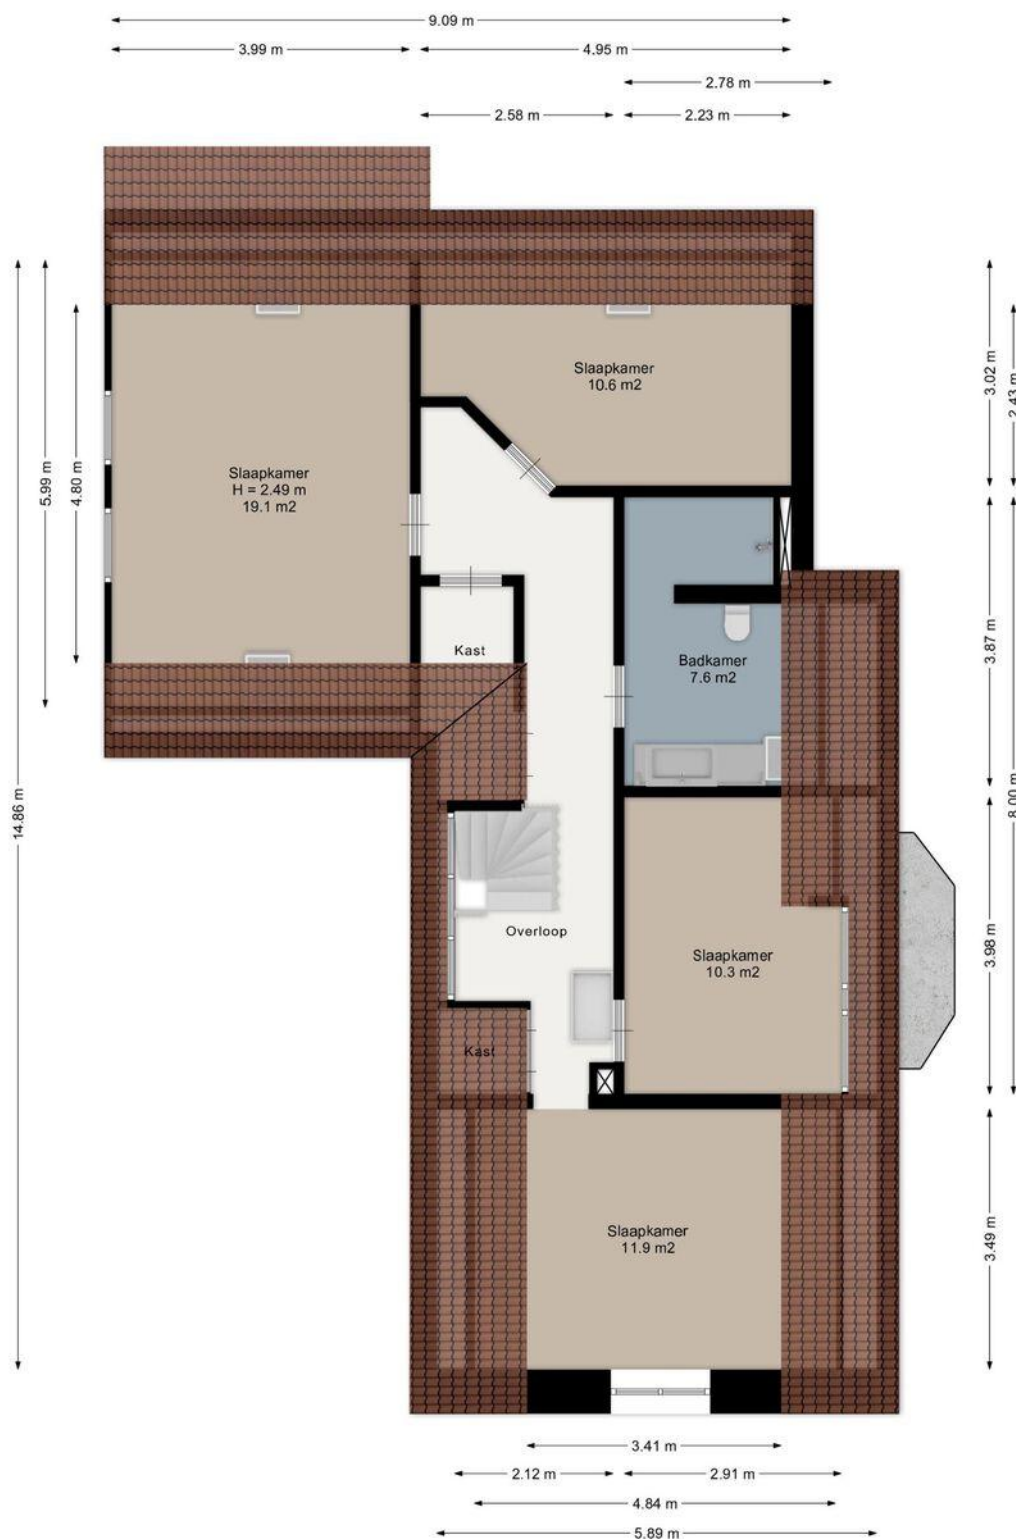 9.09 m
3.99 m
4.95 m
2.78 m
2.58 m
2.23 m
Slaapkamer
10.6 m2
3.02 m
2.43 m
5.99 m
4.80 m
Slaapkamer
H = 2.49 m
19.1 m2
Kast
Badkamer
7.6 m2
3.87 m
14.86 m
8.00 m
Overloop
Slaapkamer
10.3 m2
3.98 m
Kast
Slaapkamer
11.9 m2
3.49 m
3.41 m
2.12 m
2.91 m
4.84 m
5.89 m